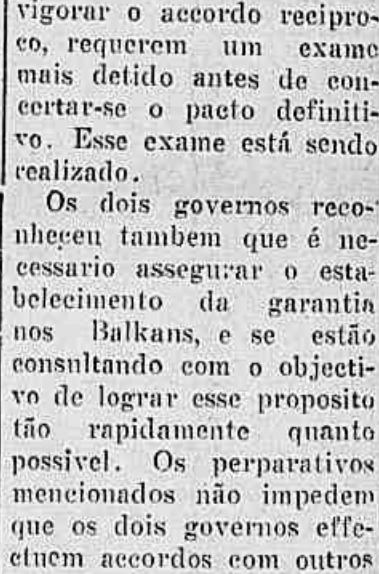 vigorar o accordo recipro-
co, requerem um exame
mais detido antes de con-
certar-se o pacto definiti-
vo. Esse exame está sendo
realizado.
Os dois governos reco-
nheçeu tambem que é ne-
cessario assegurar o esta-
belecimento da garantia
nos Balkans, e se estão
consultando com o objecti-
vo de lograr esse proposito
tão rapidamente quanto
possivel. Os perparativos
mencionados não impedem
que os dois governos effe-
ctuem accordos com outros